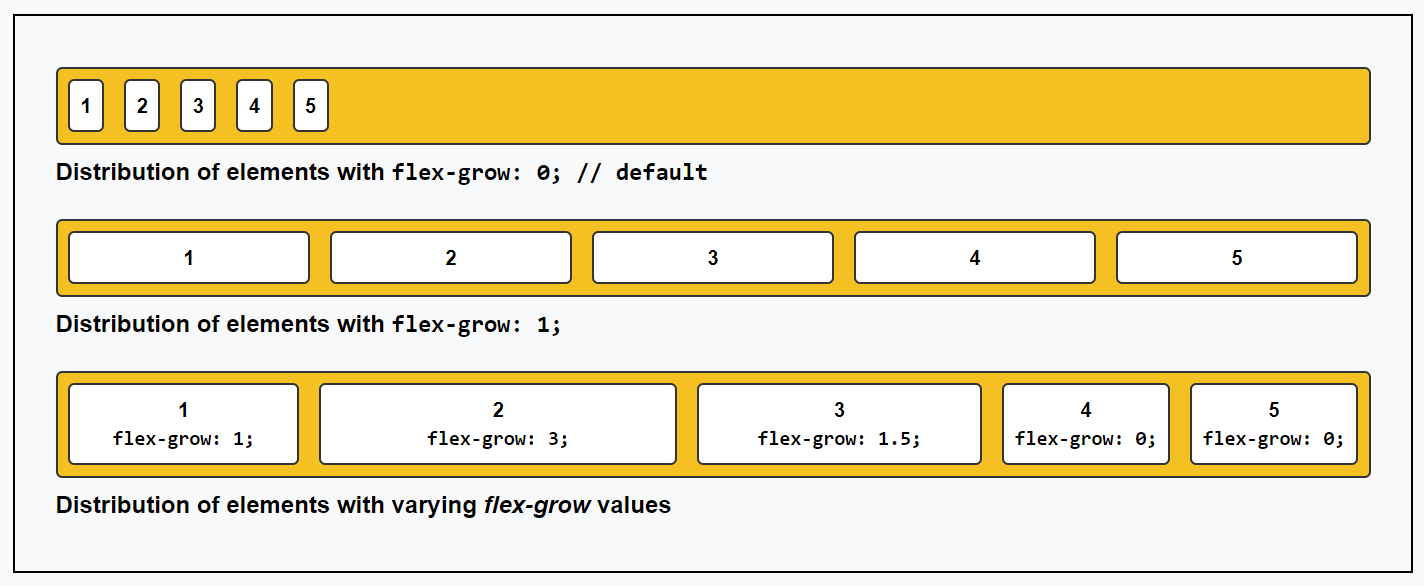 1 2 3 4 5
Distribution of elements with flex-grow: 0; // default
1 2 3 4 5
Distribution of elements with flex-grow: 1;
1 2 3 4 5
flex-grow: 1; flex-grow: 3; flex-grow: 1.5; flex-grow: 0; flex-grow: 0;
Distribution of elements with varying flex-grow values